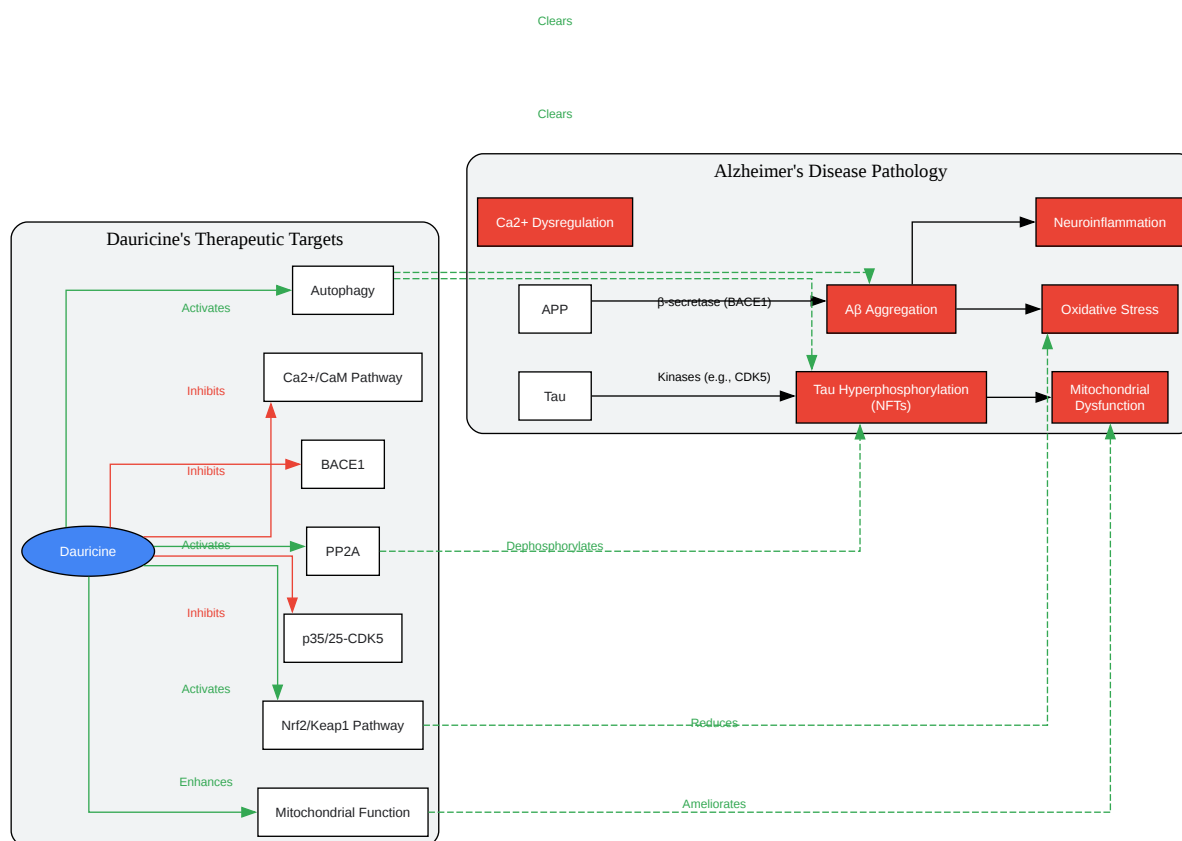 Clears
Clears
Alzheimer's Disease Pathology
Ca2+ Dysregulation
Neuroinflammation
APP
β-secretase (BACE1)
Aβ Aggregation
Oxidative Stress
Tau
Kinases (e.g., CDK5)
Tau Hyperphosphorylation
(NFTs)
Mitochondrial
Dysfunction
Dauricine's Therapeutic Targets
Autophagy
Activates
Ca2+/CaM Pathway
Inhibits
BACE1
Inhibits
Dauricine
Activates
PP2A
Dephosphorylates
Inhibits
p35/25-CDK5
Activates
Nrf2/Keap1 Pathway
Reduces
Enhances
Mitochondrial Function
Ameliorates